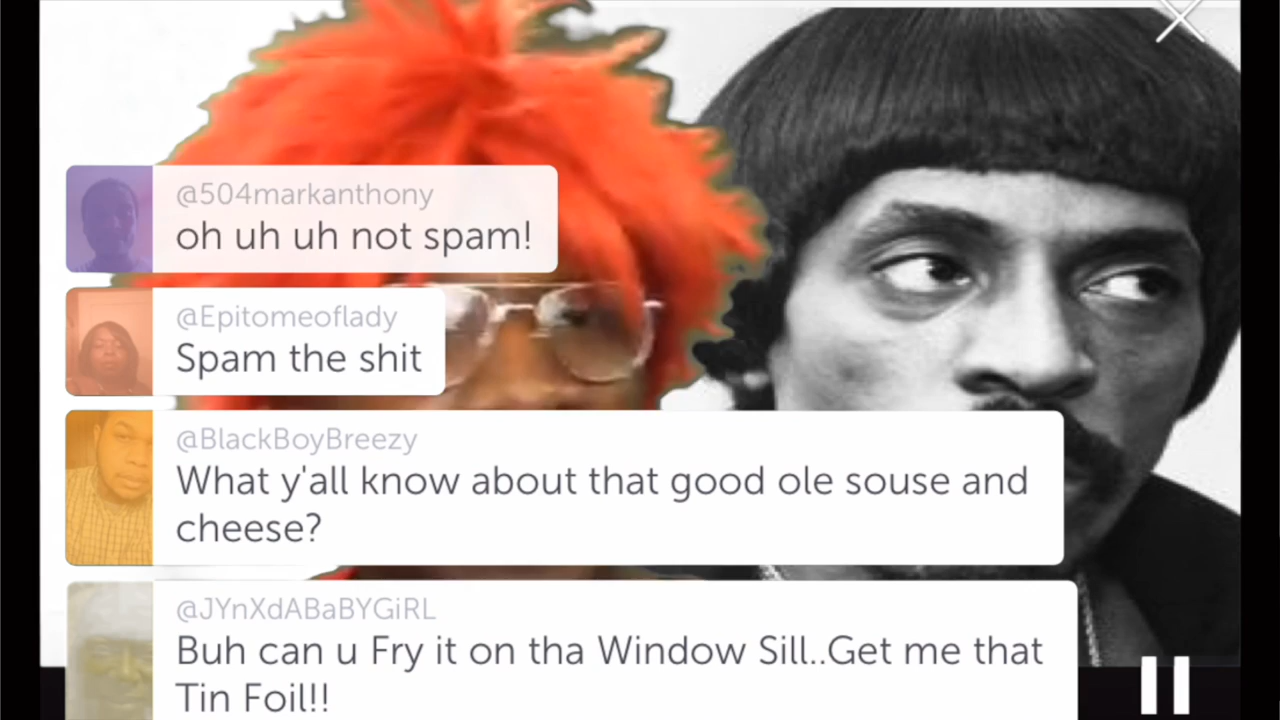 @504markanthony
oh uh uh not spam!
@Epitomeoflady
Spam the shit
@BlackBoyBreezy
What y'all know about that good ole souse and
cheese?
@JYnXdABaBYGiRL
Buh can u Fry it on tha Window Sill..Get me that
Tin Foil!!